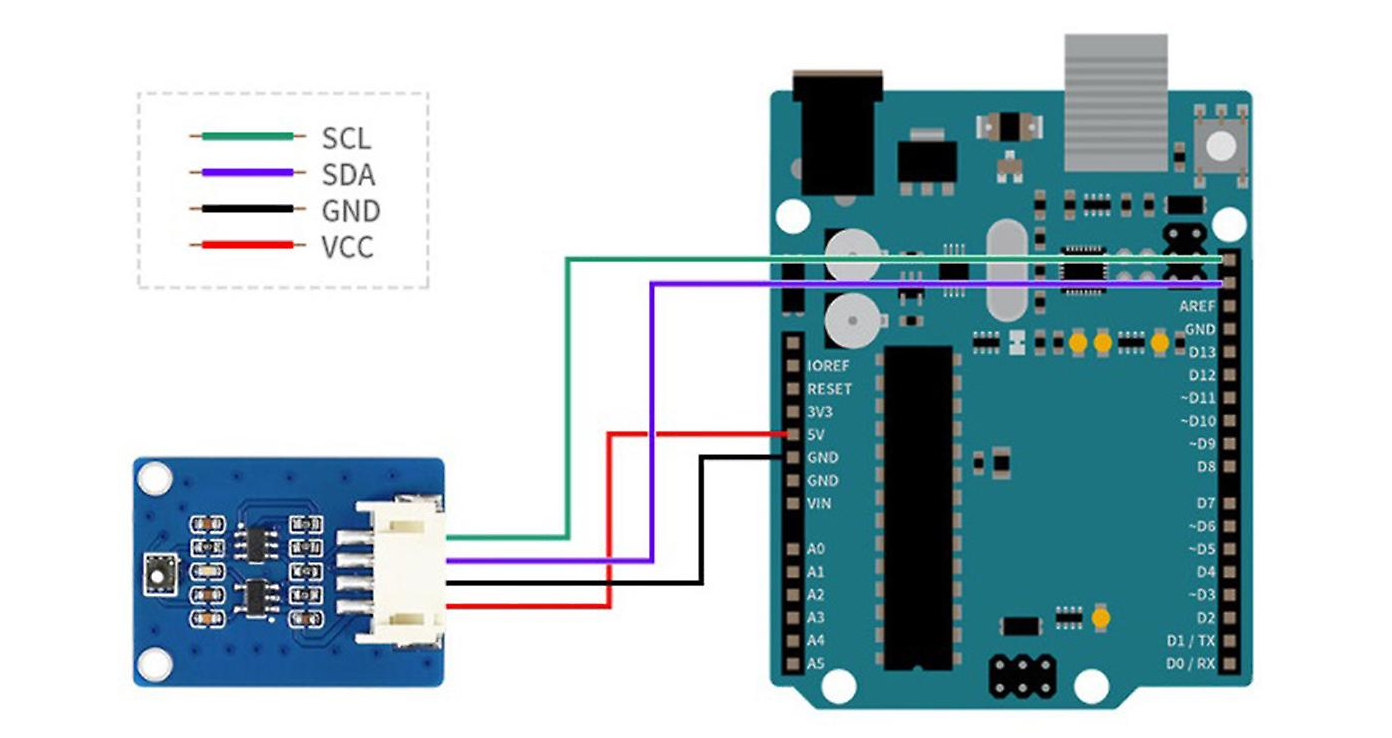 SCL
SDA
GND
VCC
IOREF
RESET
3V3
5V
GND
GND
VIN
A0
A1
A2
A3
A4
A5
AREF
GND
D13
D12
~D11
~D10
~D9
D8
D7
~D6
~D5
D4
~D3
D2
D1 / TX
D0 / RX